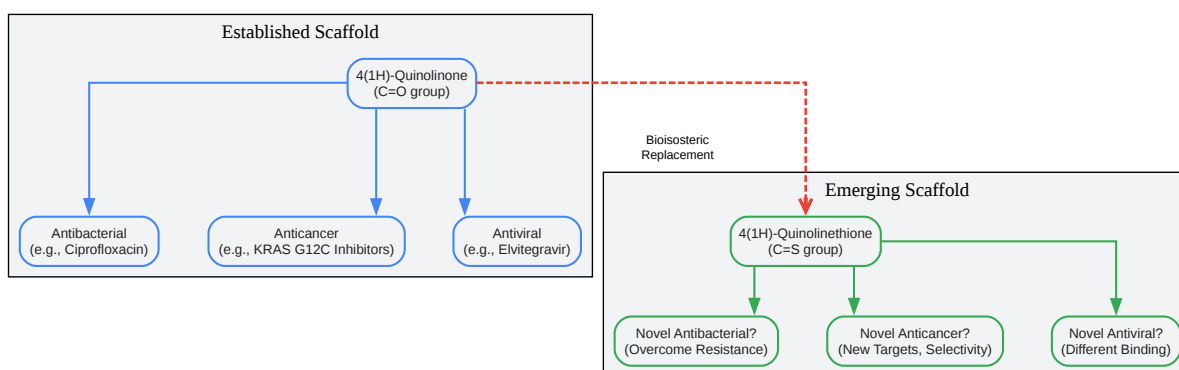 Established Scaffold
4(1H)-Quinolinone
(C=O group)
Bioisosteric
Replacement
Antibacterial
(e.g., Ciprofloxacin)
Anticancer
(e.g., KRAS G12C Inhibitors)
Antiviral
(e.g., Elvitegravir)
Emerging Scaffold
4(1H)-Quinolinethione
(C=S group)
Novel Antibacterial?
(Overcome Resistance)
Novel Anticancer?
(New Targets, Selectivity)
Novel Antiviral?
(Different Binding)